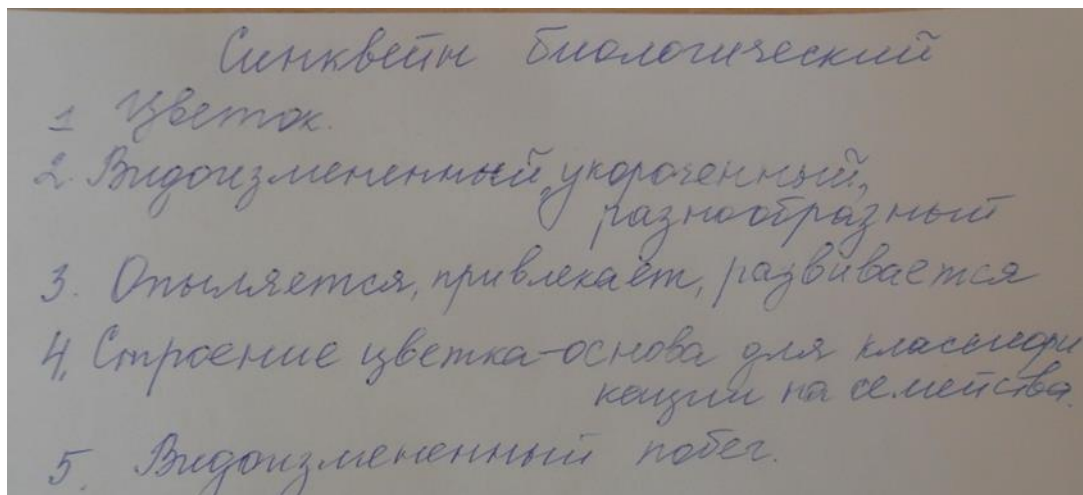 Синквейн биологический
1 Цветок.
2. Видоизмененный, укороченный,
разнообразный
3. Опыляется, привлекает, развивается
4. Строение цветка-основа для классифи
кации на семейства.
5. Видоизмененный побег.